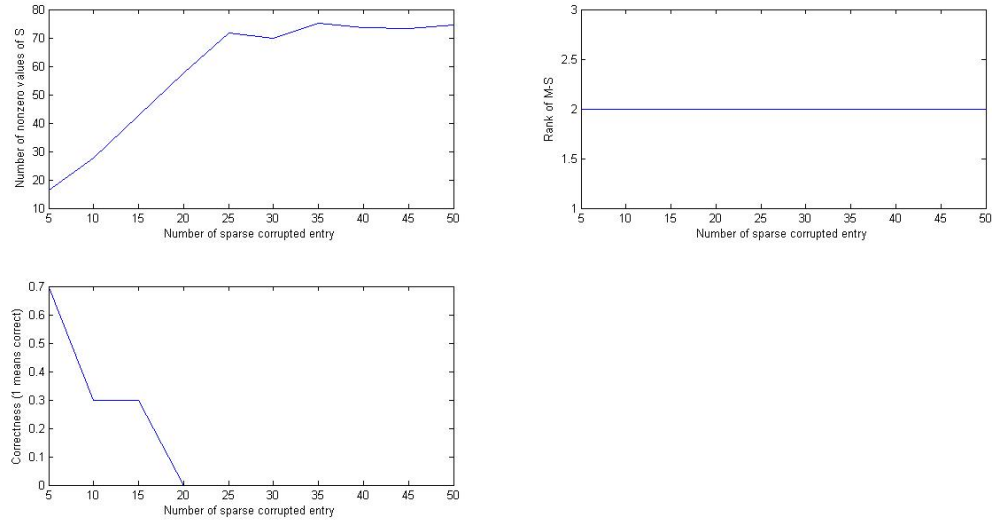 80
70
60
50
40
30
20
10
Number of nonzero values of S
5 10 15 20 25 30 35 40 45 50
Number of sparse corrupted entry
3
2.5
2
1.5
1
Rank of M-S
5 10 15 20 25 30 35 40 45 50
Number of sparse corrupted entry
0.7
0.6
0.5
0.4
0.3
0.2
0.1
0
Correctness (1 means correct)
5 10 15 20 25 30 35 40 45 50
Number of sparse corrupted entry